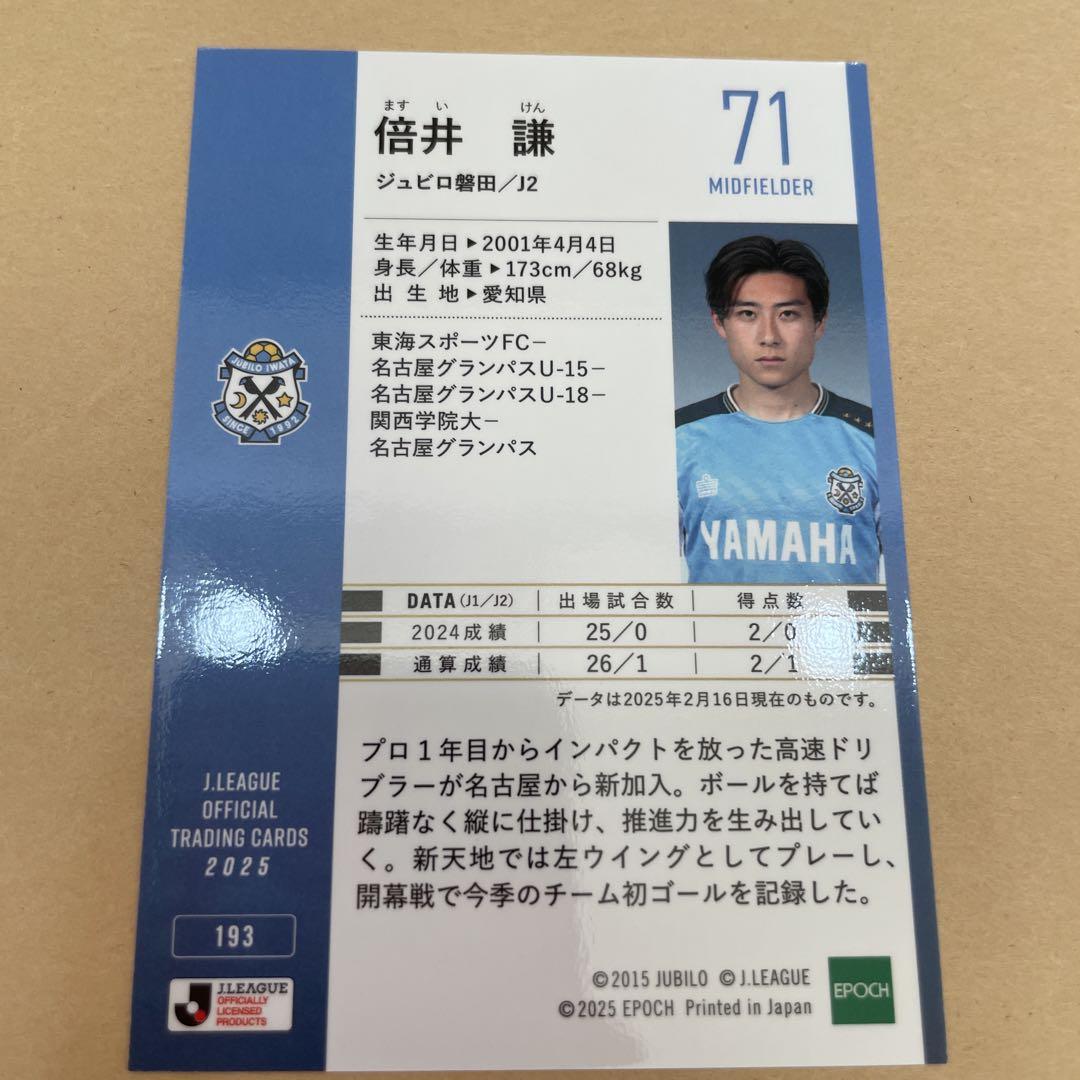 ます い けん
倍井 謙
71
ジュビロ磐田／J2
MIDFIELDER
生年月日▶2001年4月4日
身長／体重▶173cm／68kg
出生地▶愛知県
東海スポーツFC－
名古屋グランパスU-15－
名古屋グランパスU-18－
関西学院大－
名古屋グランパス
JUBILO IWATA
SINCE 1992
YAMAHA
DATA(J1／J2) 出場試合数 得点数
2024成績 25／0 2／0
通算成績 26／1 2／1
データは2025年2月16日現在のものです。
プロ1年目からインパクトを放った高速ドリ
ブラーが名古屋から新加入。ボールを持てば
躊躇なく縦に仕掛け、推進力を生み出してい
く。新天地では左ウイングとしてプレーし、
開幕戦で今季のチーム初ゴールを記録した。
J.LEAGUE
OFFICIAL
TRADING CARDS
2025
193
J.LEAGUE
OFFICIALLY
LICENSED
PRODUCTS
©2015 JUBILO ©J.LEAGUE
©2025 EPOCH Printed in Japan
EPOCH